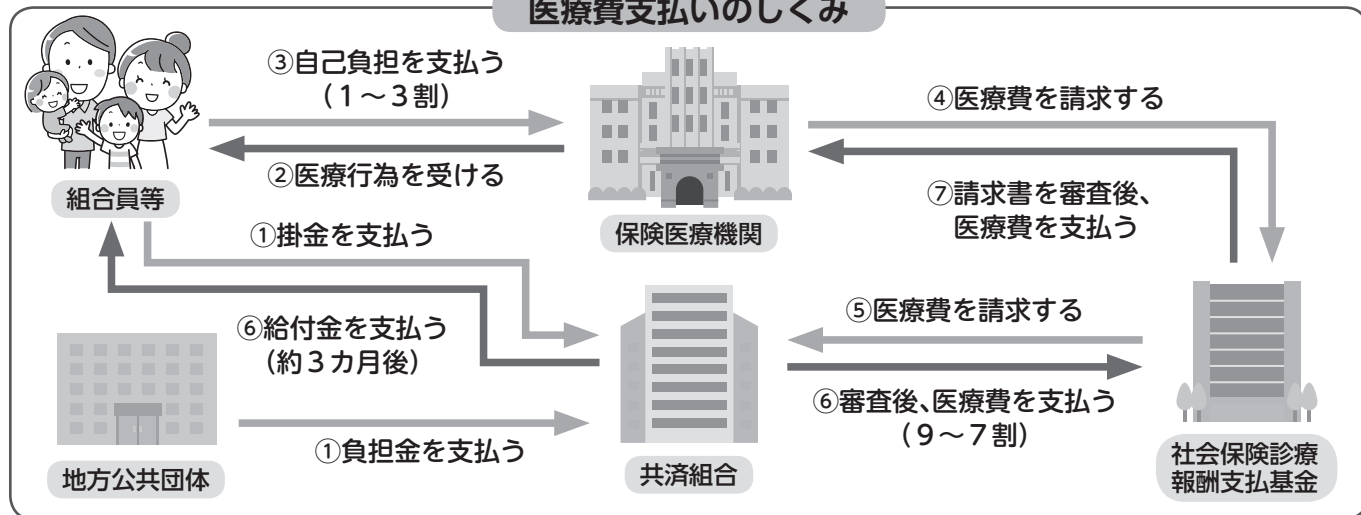 医療費支払いのしくみ
③自己負担を支払う
（１～３割）
④医療費を請求する
②医療行為を受ける
⑦請求書を審査後、
医療費を支払う
組合員等
保険医療機関
①掛金を支払う
⑤医療費を請求する
⑥給付金を支払う
（約３カ月後）
⑥審査後、医療費を支払う
（９～７割）
①負担金を支払う
地方公共団体
共済組合
社会保険診療
報酬支払基金